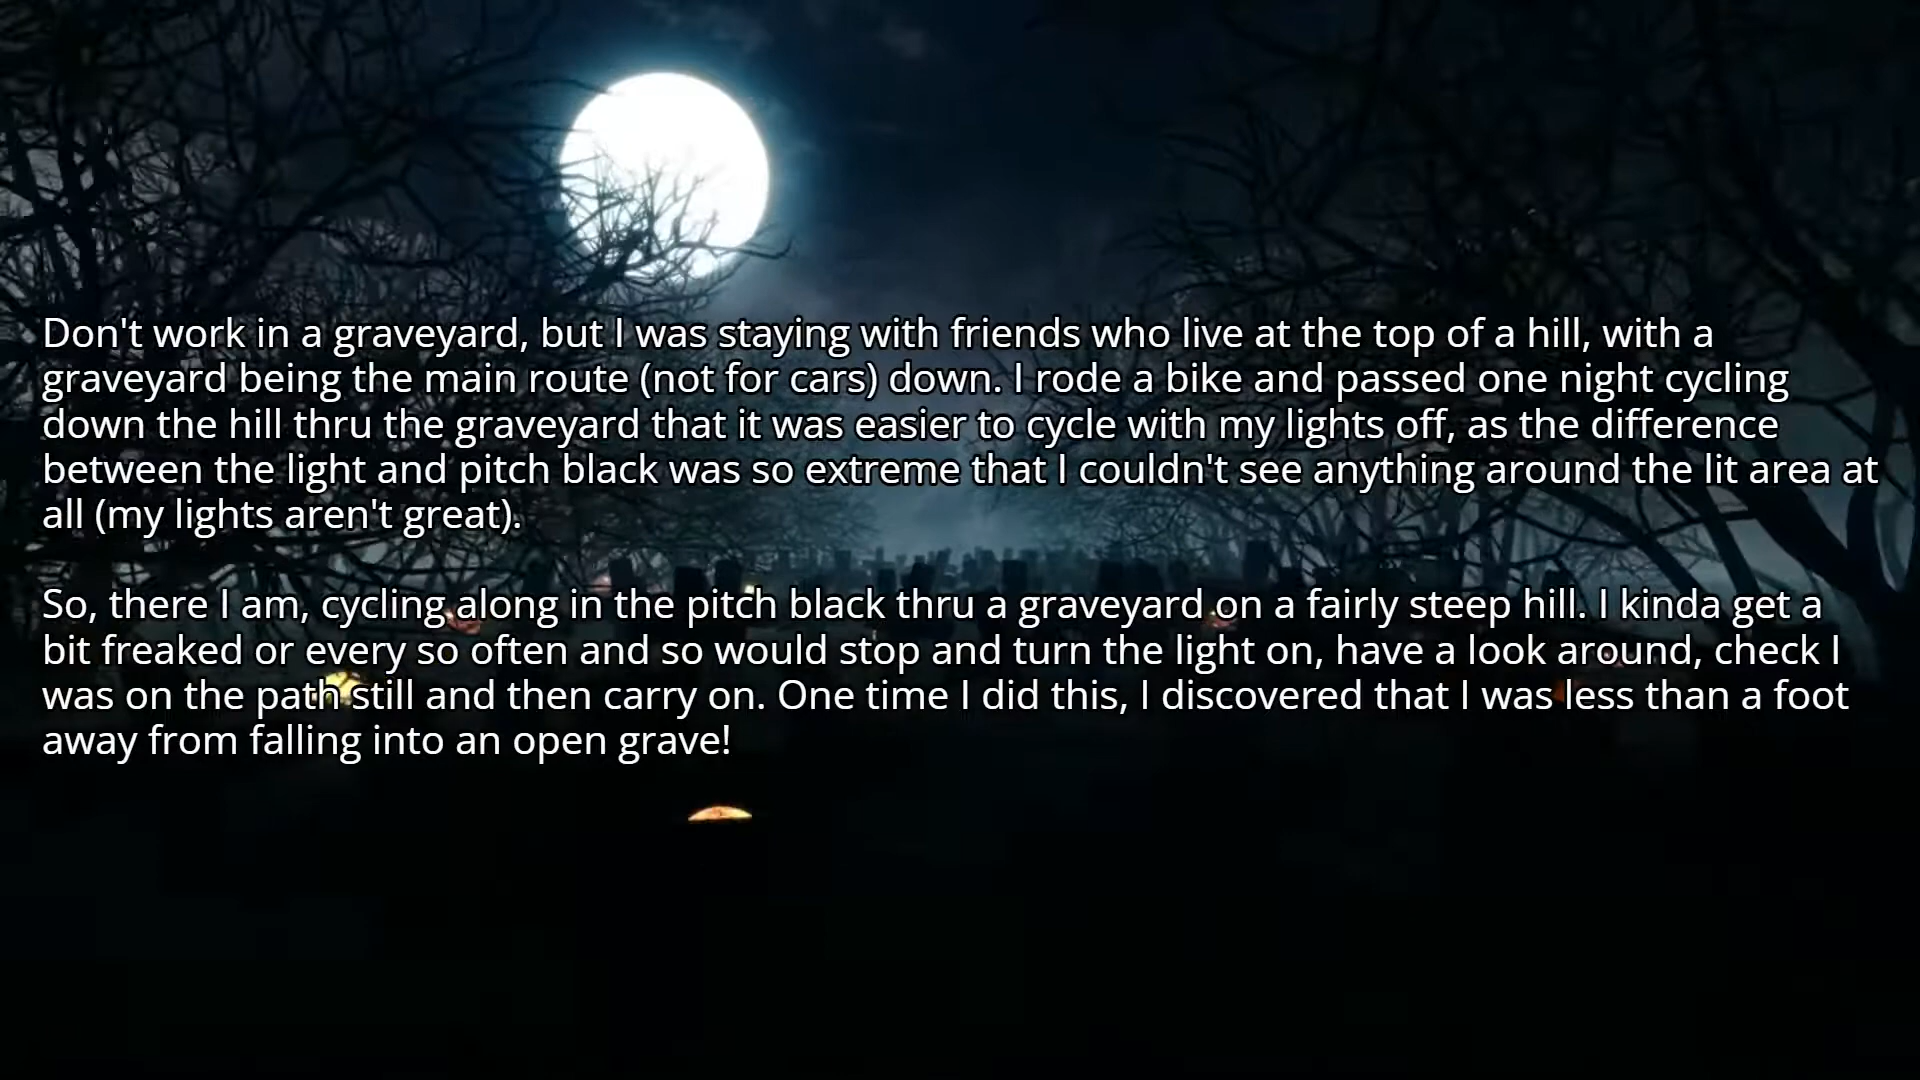 Don't work in a graveyard, but I was staying with friends who live at the top of a hill, with a
graveyard being the main route (not for cars) down. I rode a bike and passed one night cycling
down the hill thru the graveyard that it was easier to cycle with my lights off, as the difference
between the light and pitch black was so extreme that I couldn't see anything around the lit area at
all (my lights aren't great).
So, there I am, cycling along in the pitch black thru a graveyard on a fairly steep hill. I kinda get a
bit freaked or every so often and so would stop and turn the light on, have a look around, check I
was on the path still and then carry on. One time I did this, I discovered that I was less than a foot
away from falling into an open grave!